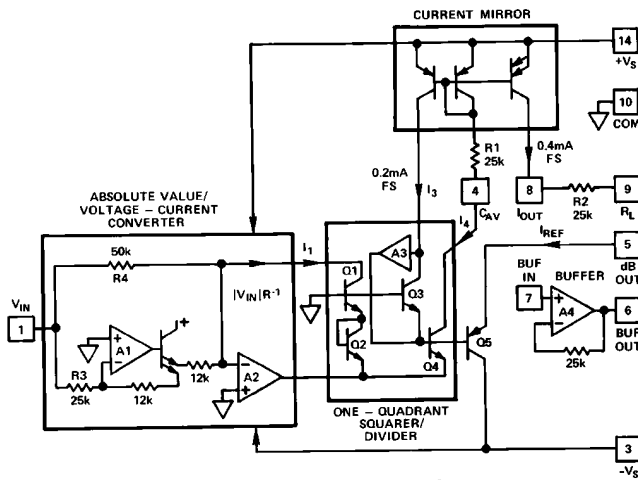 CURRENT MIRROR
14
+VS
10
COM
R1
25k
0.2mA
FS
I3
4
CAV
I4
0.4mA
FS
8
IOUT
R2
25k
9
RL
IREF
5
dB
OUT
ABSOLUTE VALUE/
VOLTAGE – CURRENT
CONVERTER
50k
R4
I1
|VIN|R-1
VIN
1
A1
+
R3
25k
12k
12k
A2
Q1
Q2
A3
Q3
Q4
Q5
BUF
IN
7
BUFFER
A4
25k
6
BUF
OUT
ONE – QUADRANT
SQUARER/
DIVIDER
3
–VS